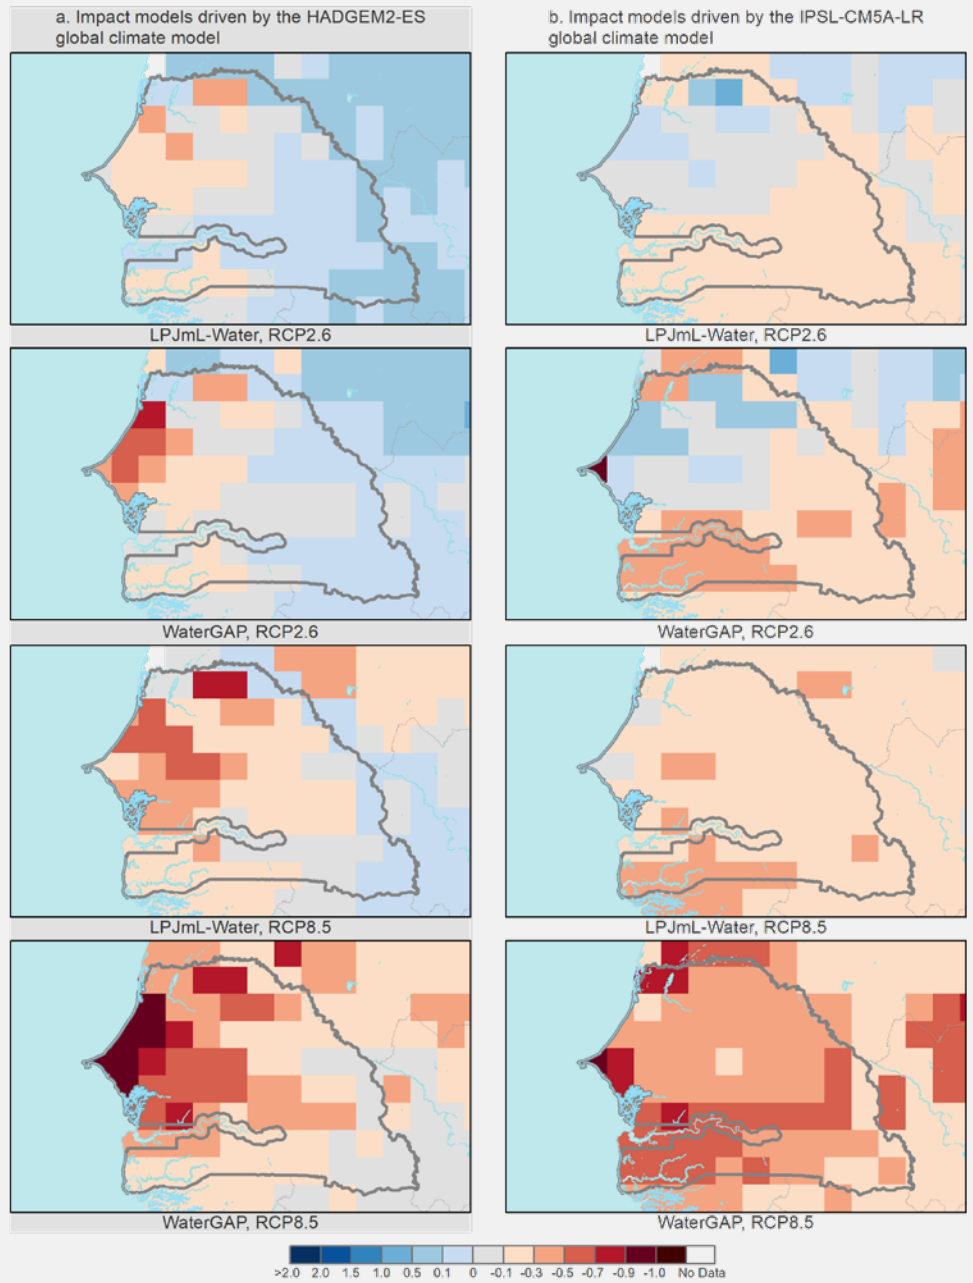 a. Impact models driven by the HADGEM2-ES
global climate model
b. Impact models driven by the IPSL-CM5A-LR
global climate model
LPJmL-Water, RCP2.6
LPJmL-Water, RCP2.6
WaterGAP, RCP2.6
WaterGAP, RCP2.6
LPJmL-Water, RCP8.5
LPJmL-Water, RCP8.5
WaterGAP, RCP8.5
WaterGAP, RCP8.5
>2.0 2.0 1.5 1.0 0.5 0.1 0 -0.1 -0.3 -0.5 -0.7 -0.9 -1.0 No Data